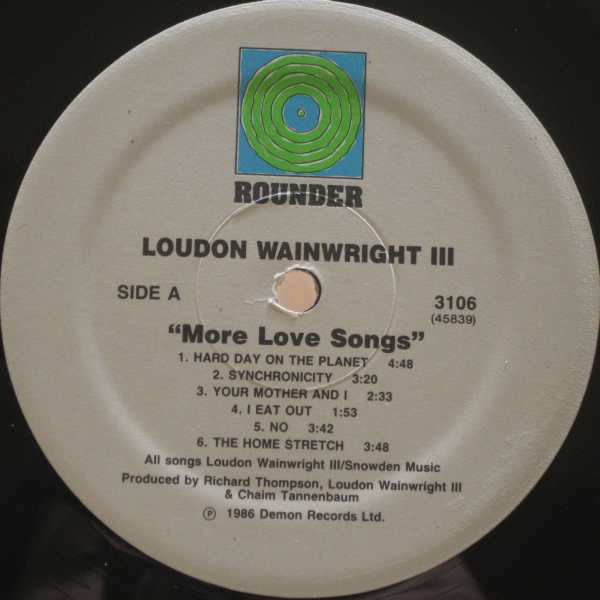 ROUNDER
LOUDON WAINWRIGHT III
SIDE A
3106
(45839)
“More Love Songs”
1. HARD DAY ON THE PLANET 4:48
2. SYNCHRONICITY 3:20
3. YOUR MOTHER AND I 2:33
4. I EAT OUT 1:53
5. NO 3:42
6. THE HOME STRETCH 3:48
All songs Loudon Wainwright III/Snowden Music
Produced by Richard Thompson, Loudon Wainwright III
& Chaim Tannenbaum
℗ 1986 Demon Records Ltd.